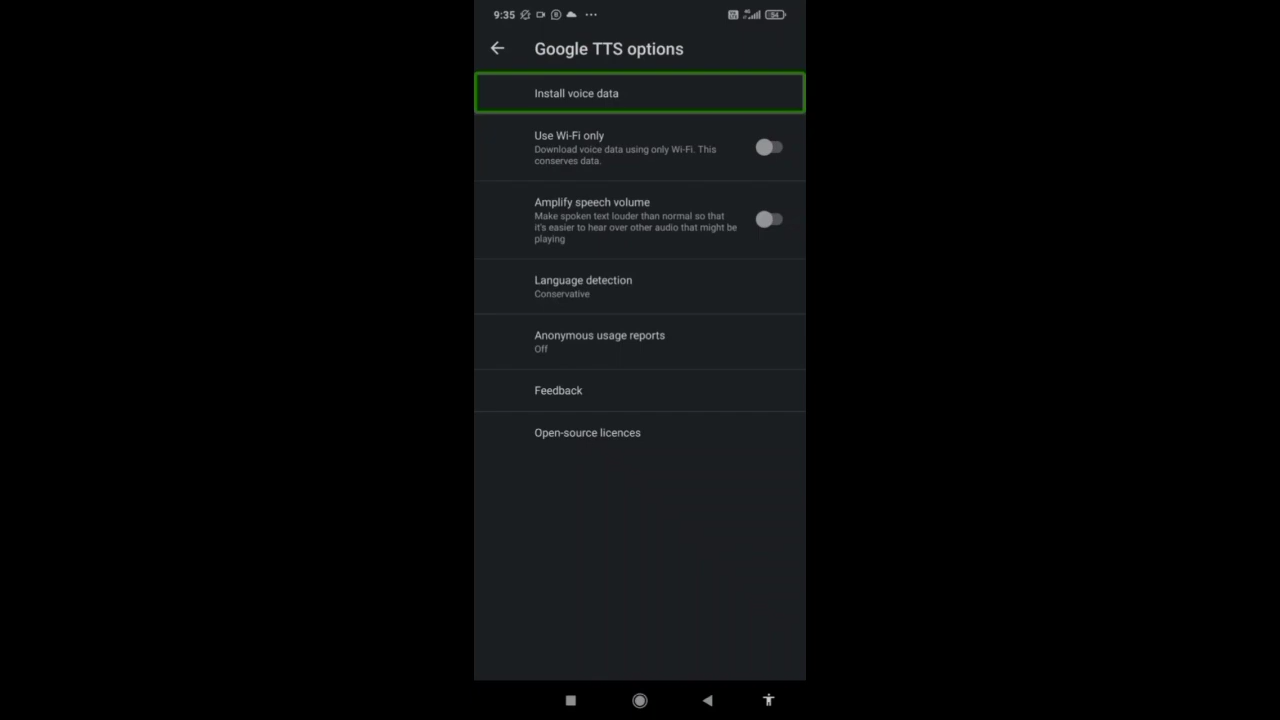 9:35
54
Google TTS options
Install voice data
Use Wi-Fi only
Download voice data using only Wi-Fi. This
conserves data.
Amplify speech volume
Make spoken text louder than normal so that
it's easier to hear over other audio that might be
playing
Language detection
Conservative
Anonymous usage reports
Off
Feedback
Open-source licences